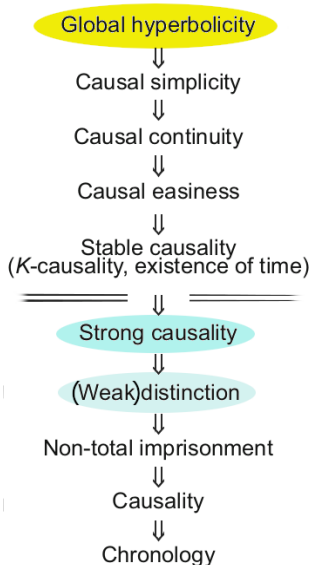 Global hyperbolicity
⇓
Causal simplicity
⇓
Causal continuity
⇓
Causal easiness
⇓
Stable causality
(K-causality, existence of time)
⇓
Strong causality
⇓
(Weak)distinction
⇓
Non-total imprisonment
⇓
Causality
⇓
Chronology